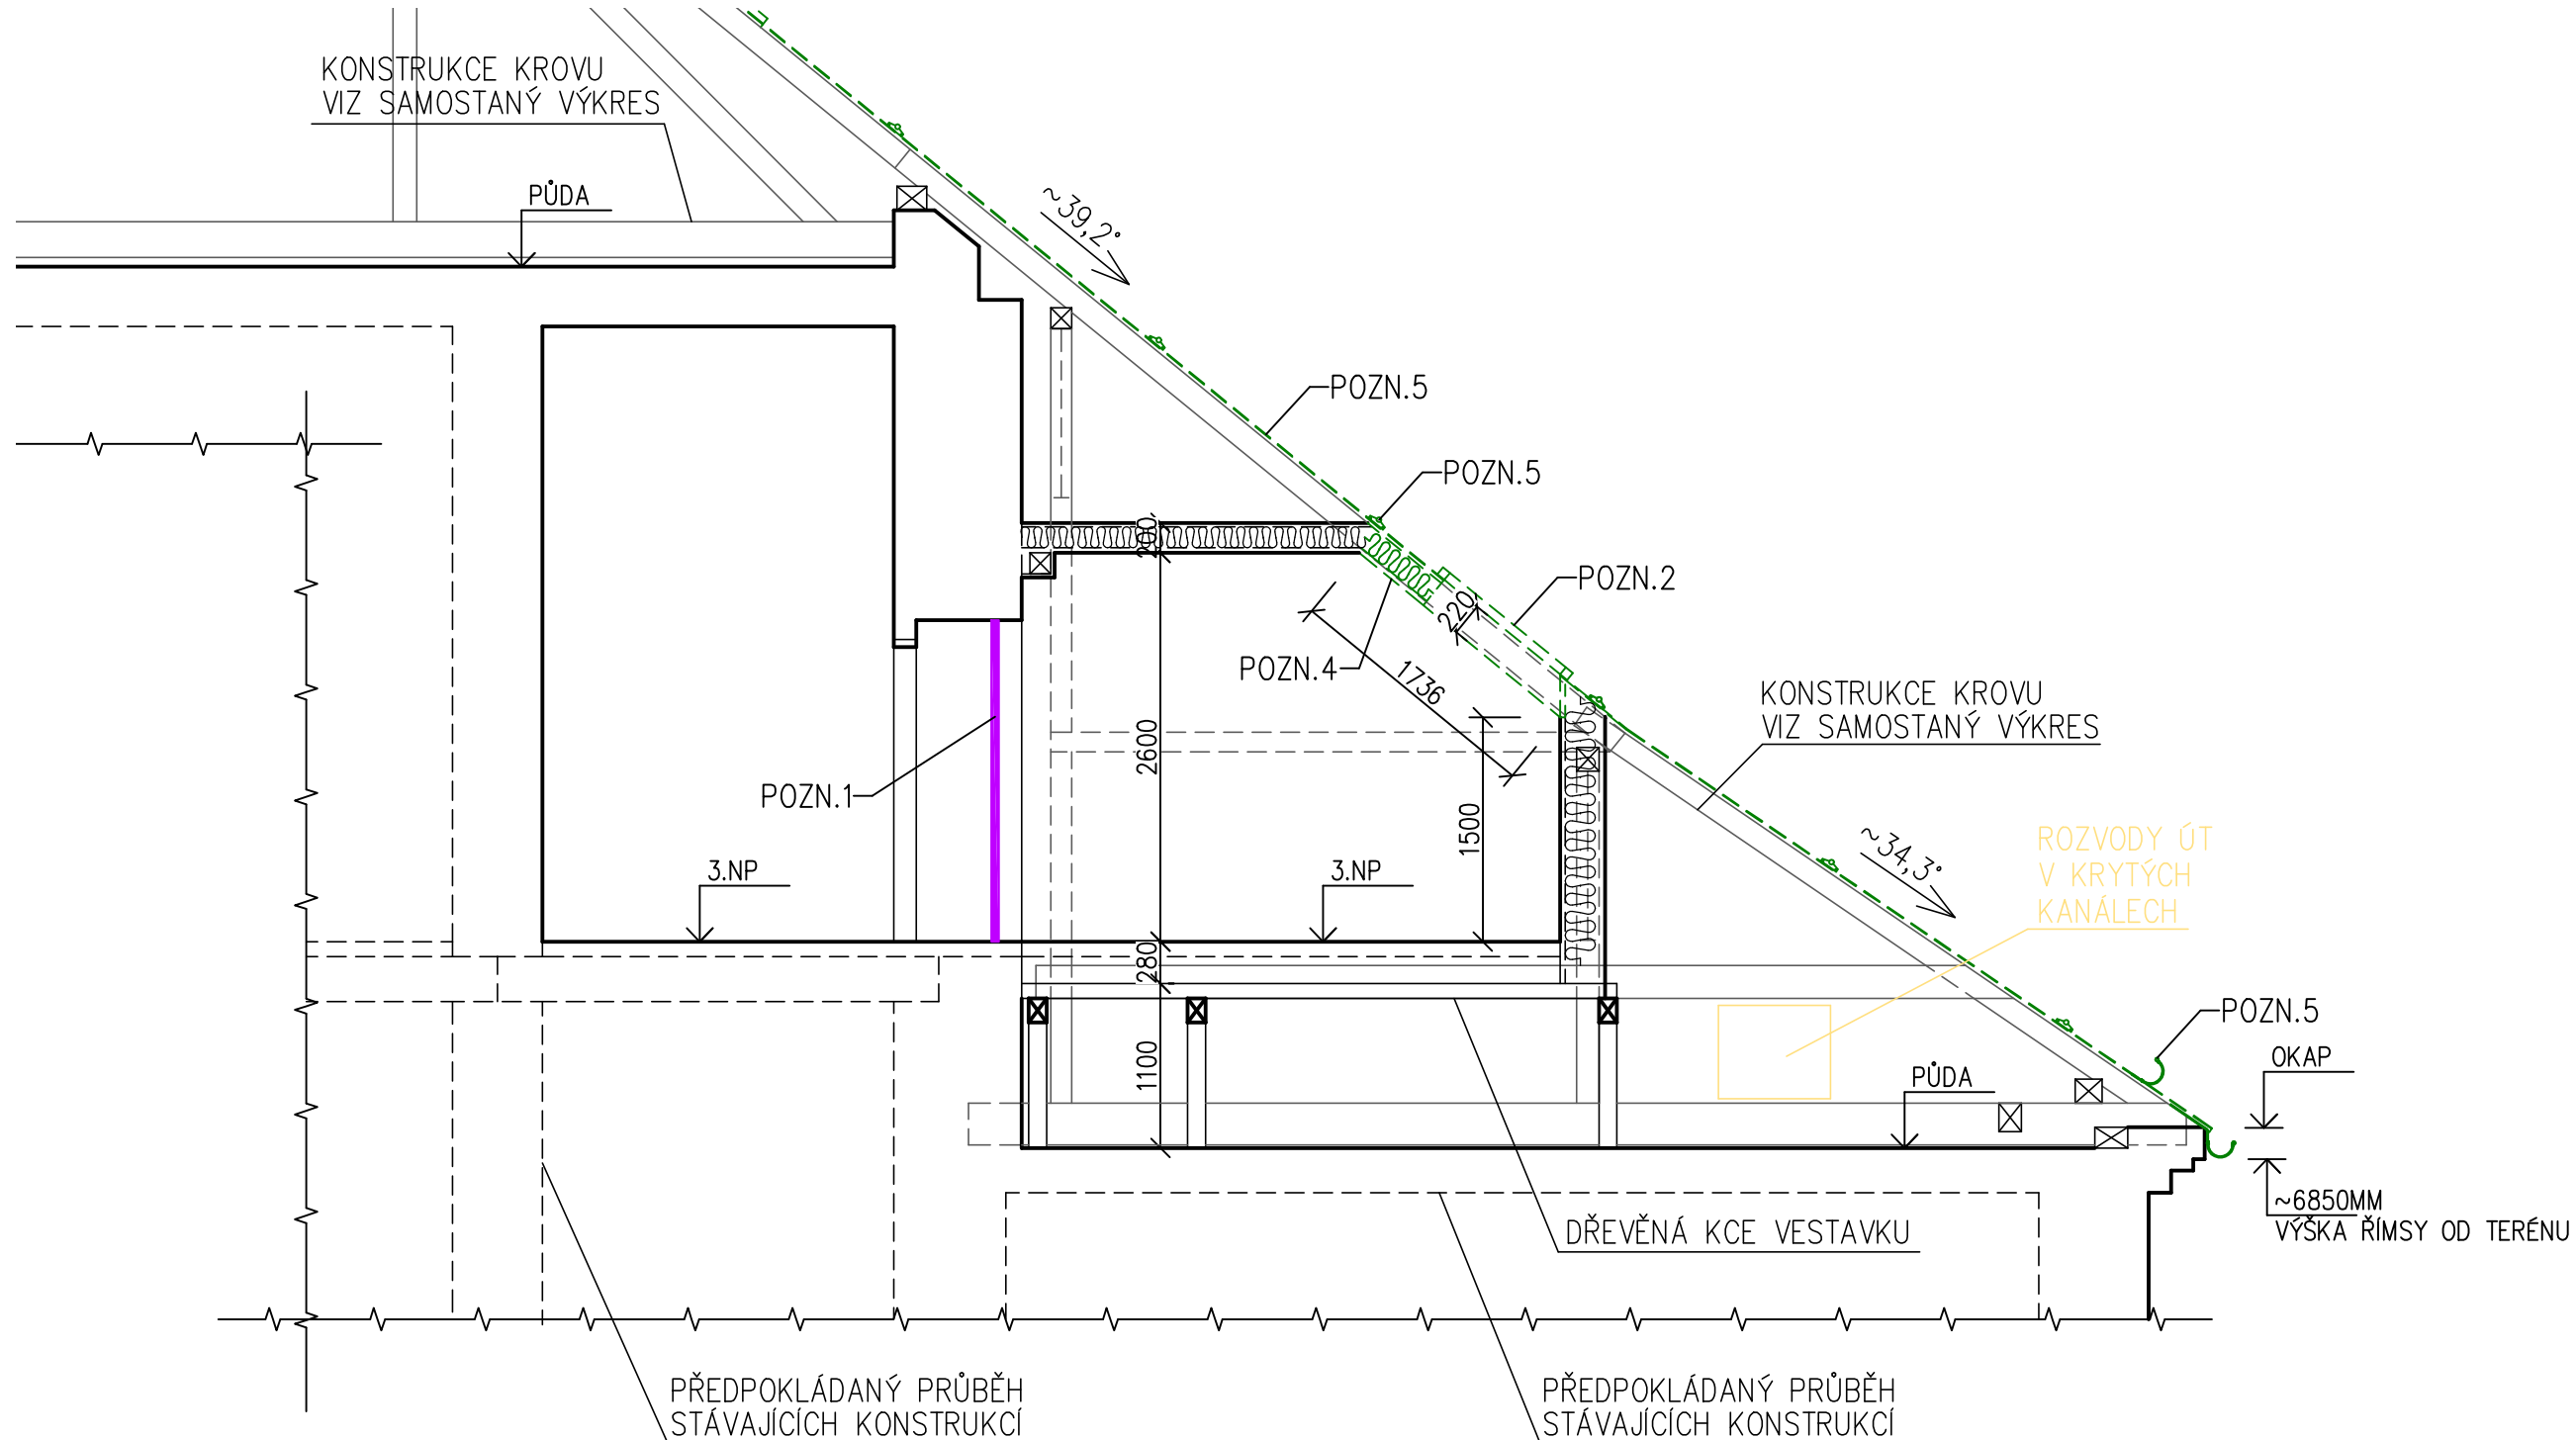 KONSTRUKCE KROVU
VIZ SAMOSTANÝ VÝKRES
PŮDA
~39,2°
POZN.5
POZN.5
200
POZN.2
220
POZN.4
1736
KONSTRUKCE KROVU
VIZ SAMOSTANÝ VÝKRES
2600
POZN.1
1500
~34,3°
ROZVODY ÚT
V KRYTÝCH
KANÁLECH
3.NP
3.NP
280
POZN.5
1100
OKAP
PŮDA
~6850MM
VÝŠKA ŘÍMSY OD TERÉNU
DŘEVĚNÁ KCE VESTAVKU
PŘEDPOKLÁDANÝ PRŮBĚH
STÁVAJÍCÍCH KONSTRUKCÍ
PŘEDPOKLÁDANÝ PRŮBĚH
STÁVAJÍCÍCH KONSTRUKCÍ